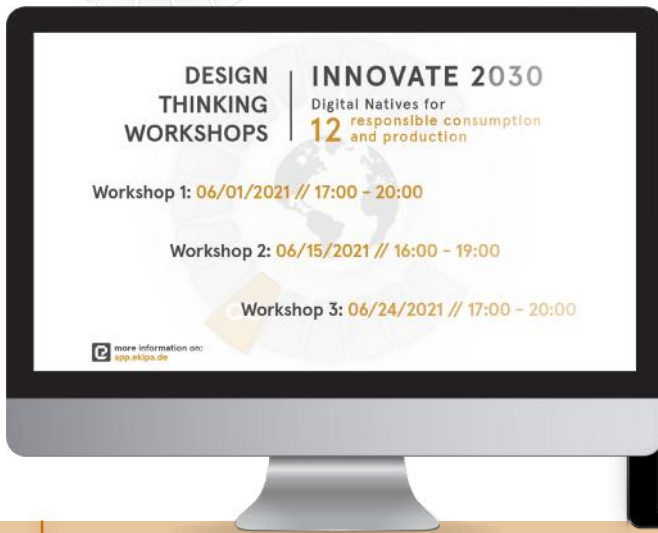 DESIGN
THINKING
WORKSHOPS
INNOVATE 2030
Digital Natives for
12 responsible consumption
and production
Workshop 1: 06/01/2021 // 17:00 - 20:00
Workshop 2: 06/15/2021 // 16:00 - 19:00
Workshop 3: 06/24/2021 // 17:00 - 20:00
more information on:
app.ekipa.de